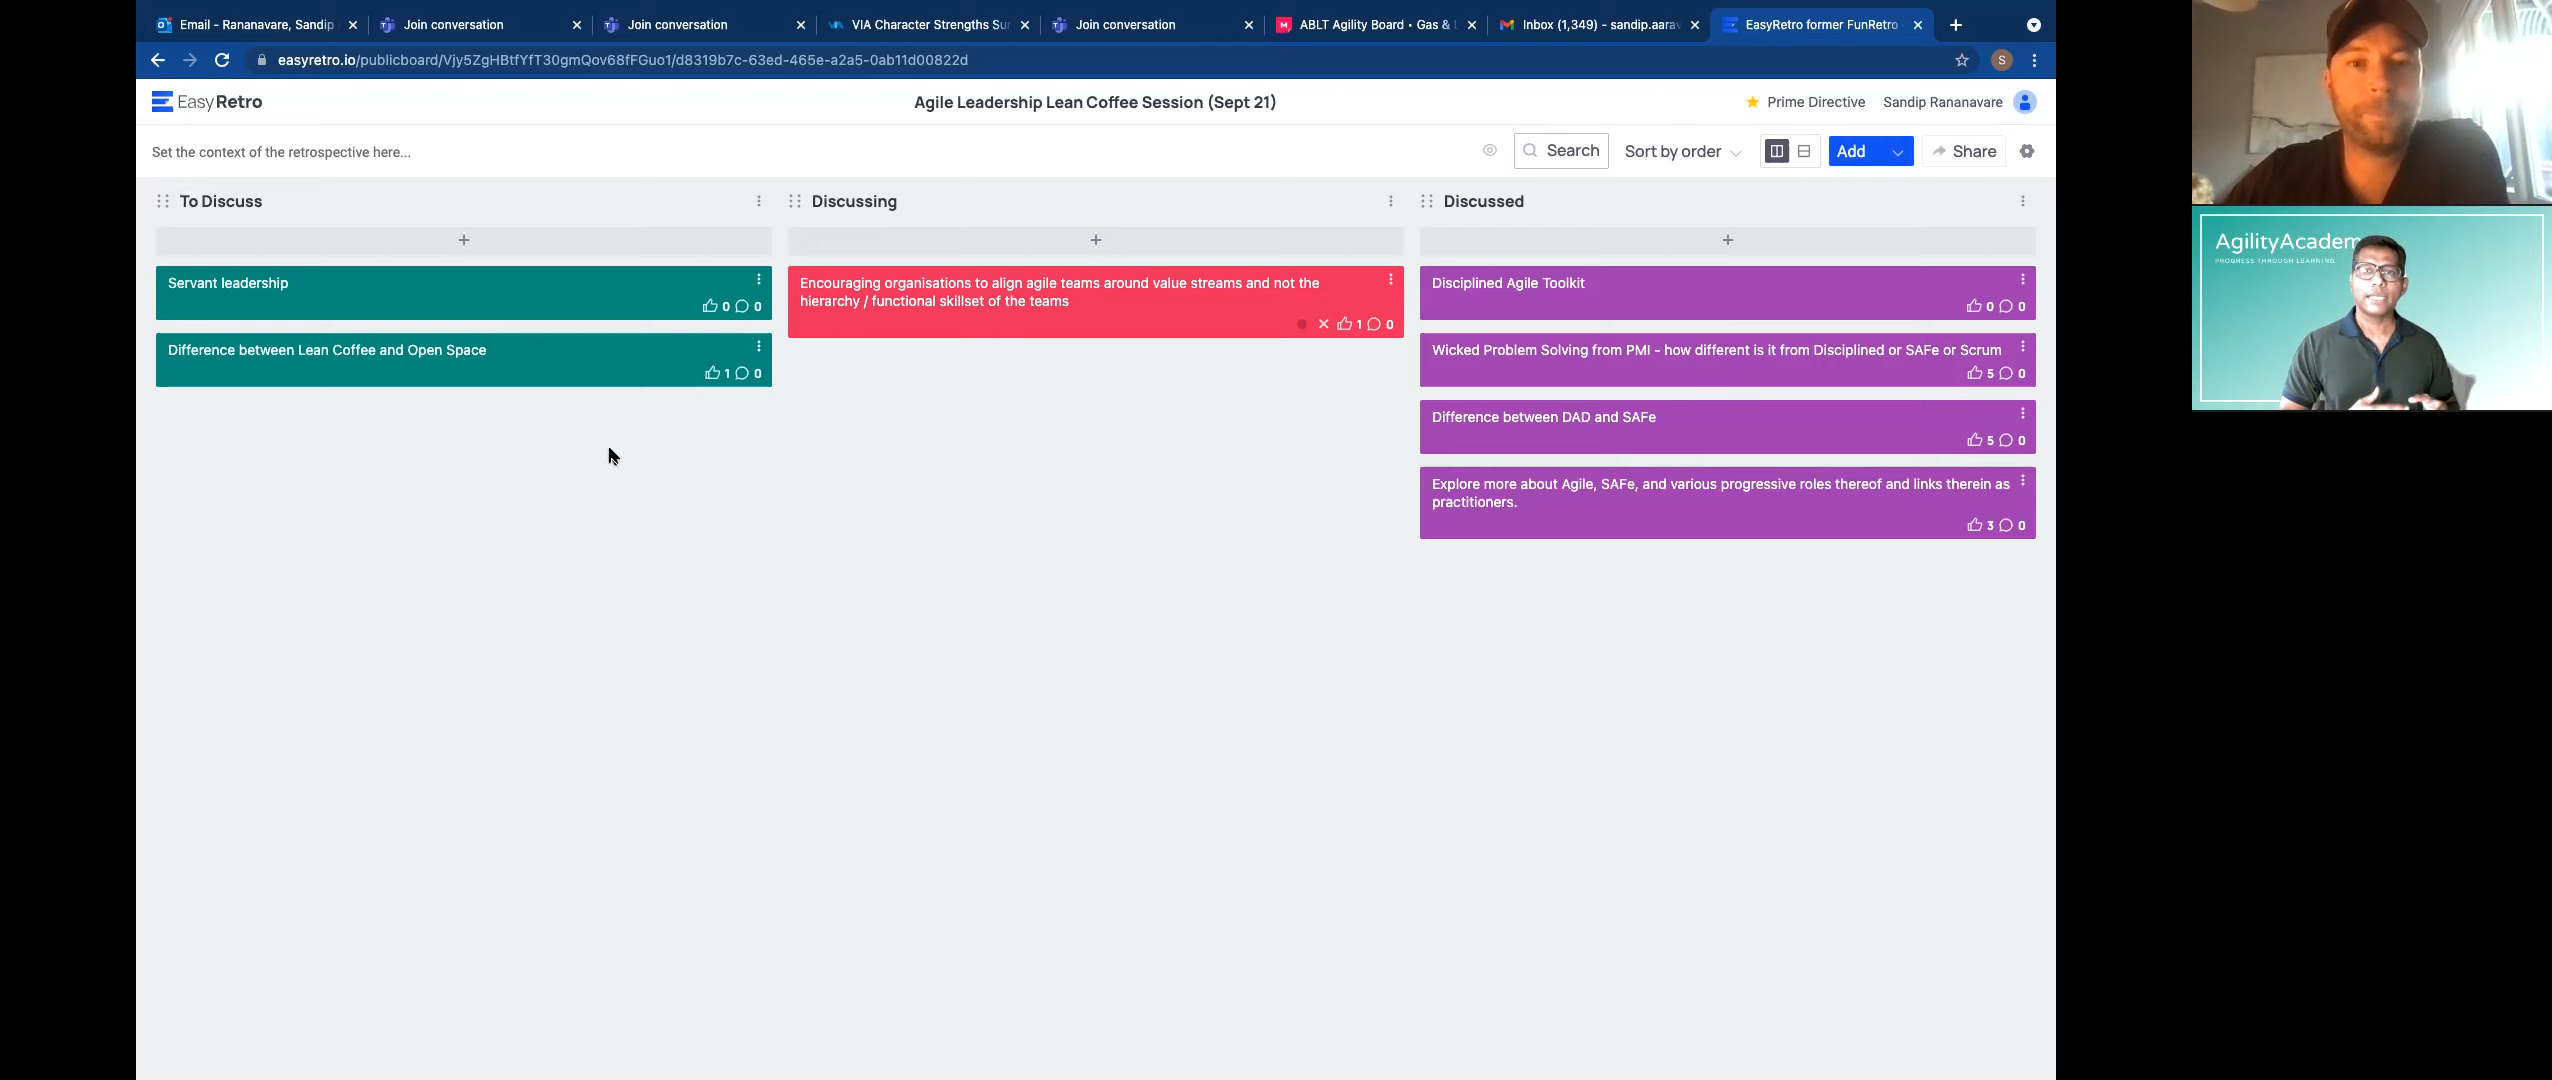 Email - Rananavare, Sandip
Join conversation
Join conversation
VIA Character Strengths Sur
Join conversation
ABLT Agility Board • Gas & L
Inbox (1,349) - sandip.aarav
EasyRetro former FunRetro
easyretro.io/publicboard/Vjy5ZgHBtfYfT30gmQov68fFGuo1/d8319b7c-63ed-465e-a2a5-0ab11d00822d
S
EasyRetro
Agile Leadership Lean Coffee Session (Sept 21)
Prime Directive
Sandip Rananavare
Set the context of the retrospective here...
Search
Sort by order
Add
Share
To Discuss
Servant leadership
0 0
Difference between Lean Coffee and Open Space
1 0
Discussing
Encouraging organisations to align agile teams around value streams and not the
hierarchy / functional skillset of the teams
1 0
Discussed
Disciplined Agile Toolkit
0 0
Wicked Problem Solving from PMI - how different is it from Disciplined or SAFe or Scrum
5 0
Difference between DAD and SAFe
5 0
Explore more about Agile, SAFe, and various progressive roles thereof and links therein as
practitioners.
3 0
AgilityAcadem
PROGRESS THROUGH LEARNING